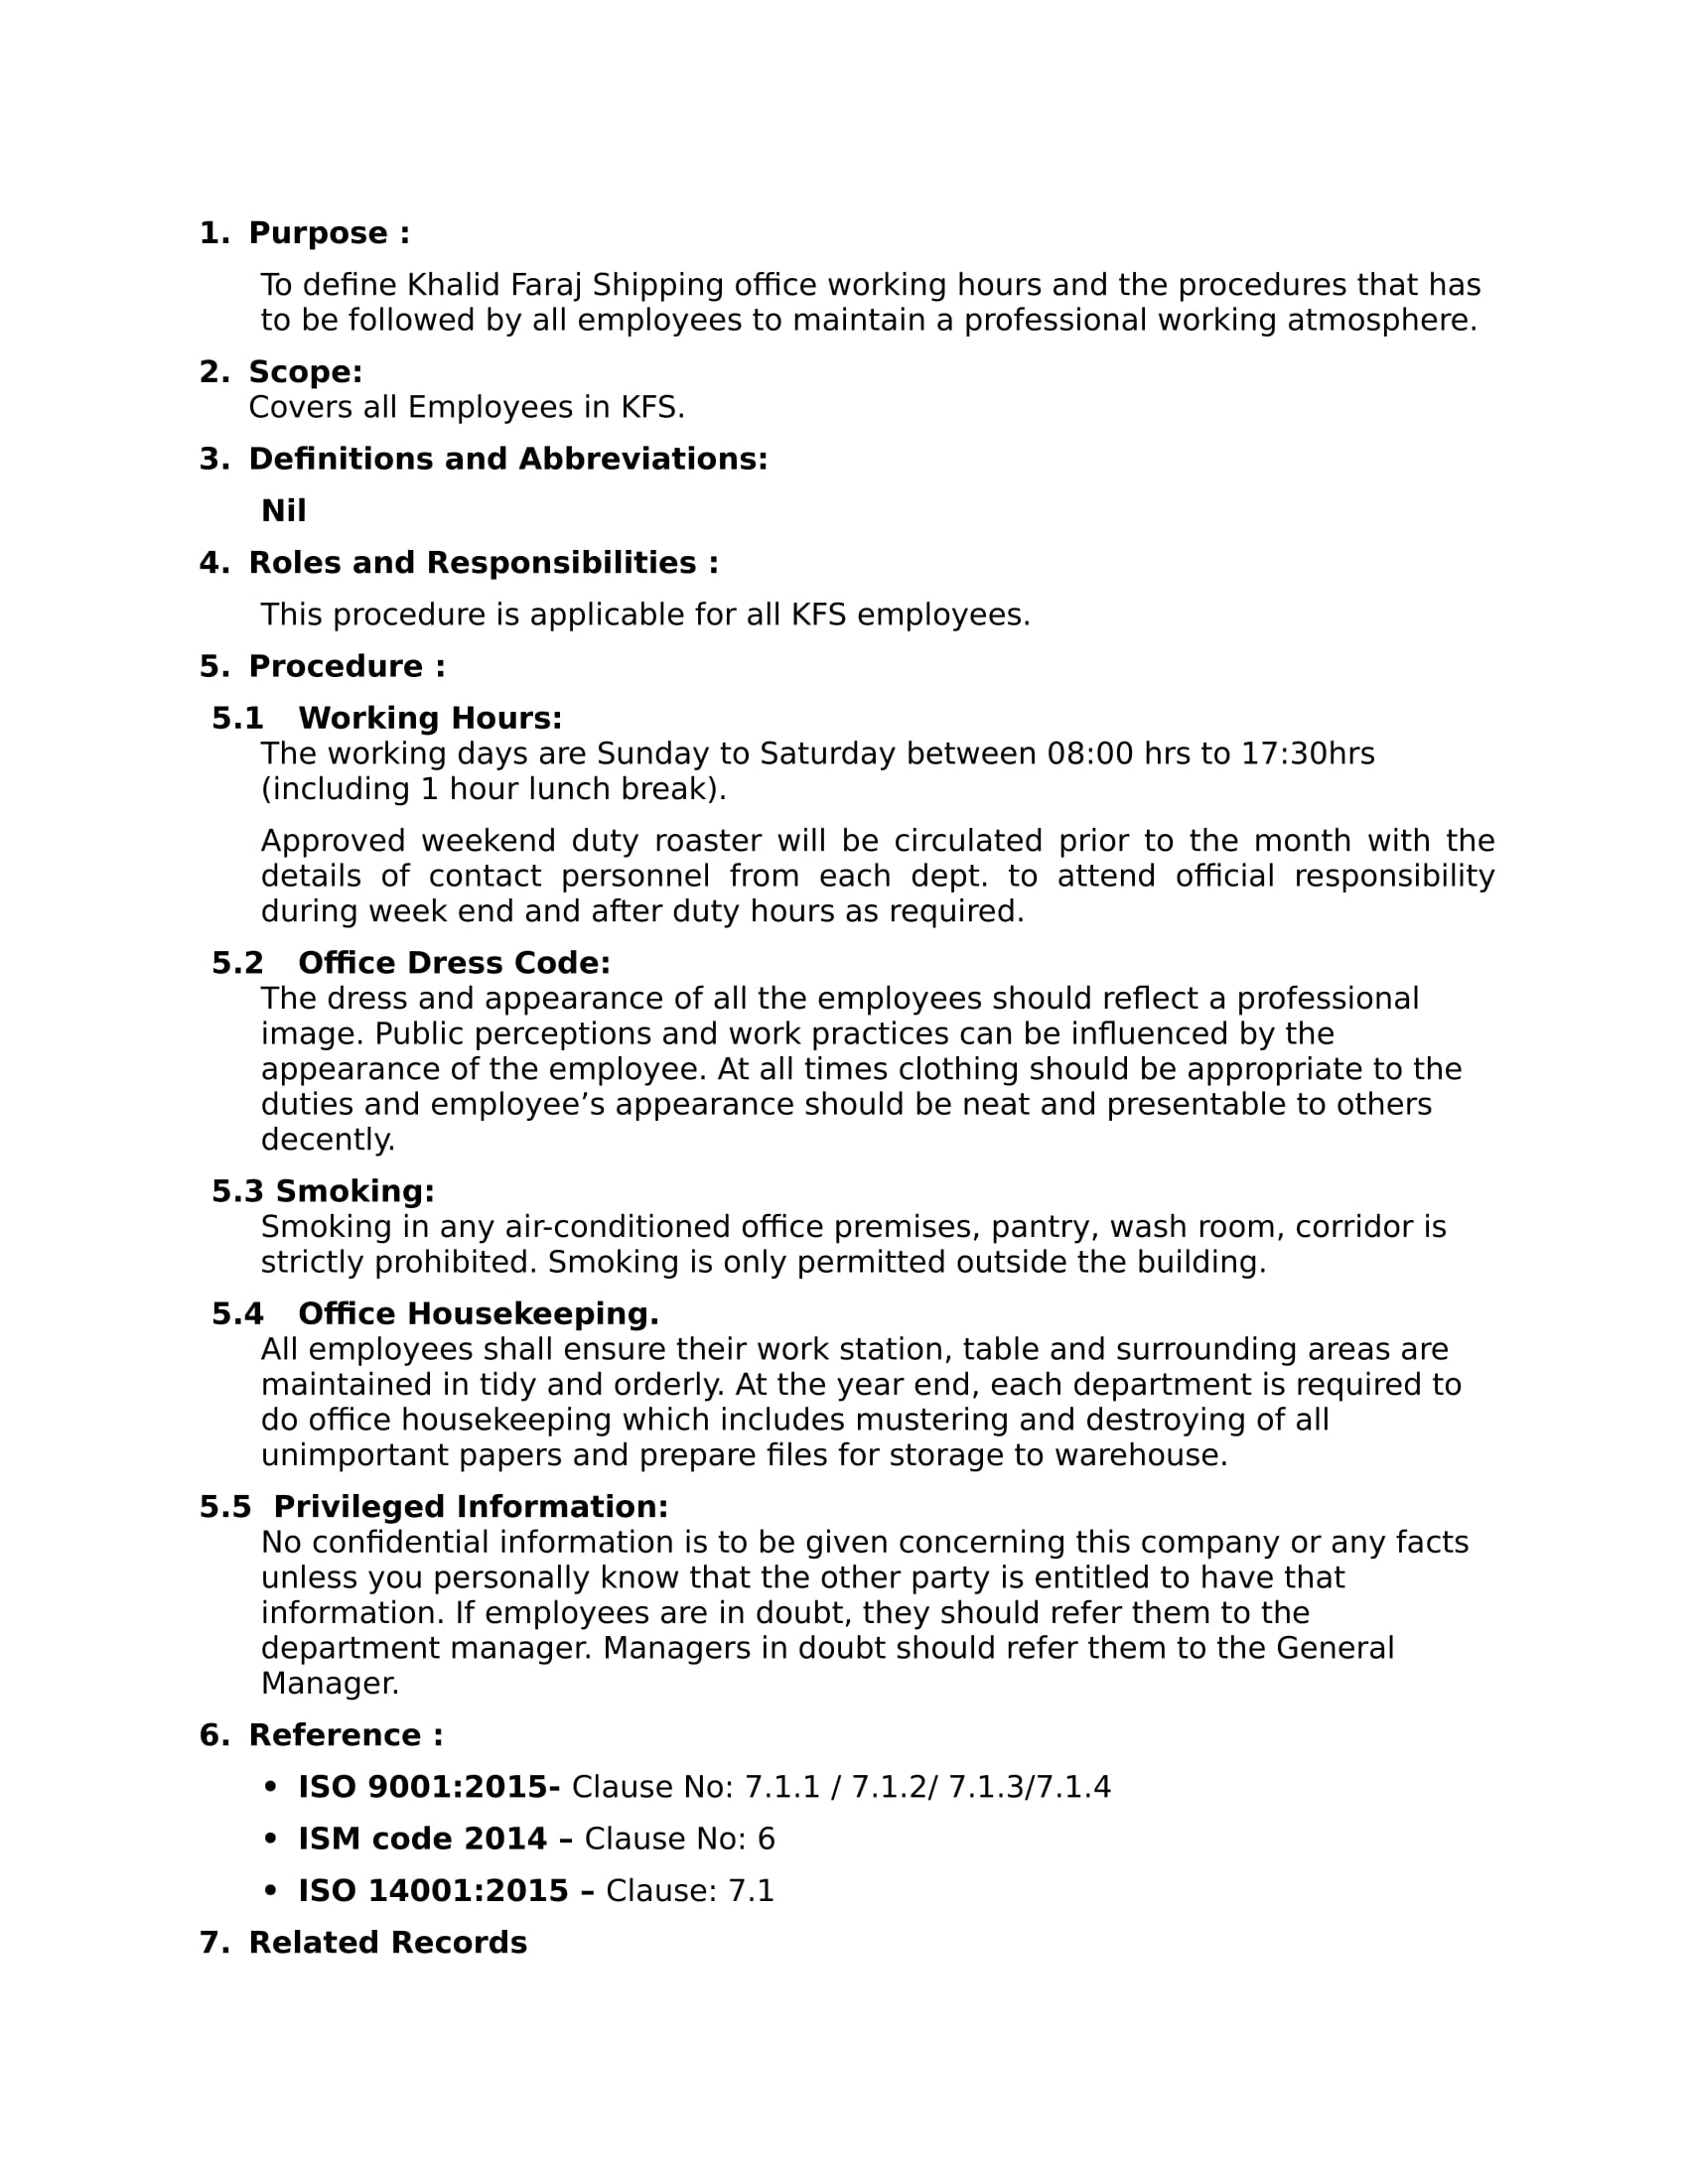 1. Purpose :
To define Khalid Faraj Shipping office working hours and the procedures that has
to be followed by all employees to maintain a professional working atmosphere.
2. Scope:
Covers all Employees in KFS.
3. Definitions and Abbreviations:
Nil
4. Roles and Responsibilities :
This procedure is applicable for all KFS employees.
5. Procedure :
5.1 Working Hours:
The working days are Sunday to Saturday between 08:00 hrs to 17:30hrs
(including 1 hour lunch break).
Approved weekend duty roaster will be circulated prior to the month with the
details of contact personnel from each dept. to attend official responsibility
during week end and after duty hours as required.
5.2 Office Dress Code:
The dress and appearance of all the employees should reflect a professional
image. Public perceptions and work practices can be influenced by the
appearance of the employee. At all times clothing should be appropriate to the
duties and employee’s appearance should be neat and presentable to others
decently.
5.3 Smoking:
Smoking in any air-conditioned office premises, pantry, wash room, corridor is
strictly prohibited. Smoking is only permitted outside the building.
5.4 Office Housekeeping.
All employees shall ensure their work station, table and surrounding areas are
maintained in tidy and orderly. At the year end, each department is required to
do office housekeeping which includes mustering and destroying of all
unimportant papers and prepare files for storage to warehouse.
5.5 Privileged Information:
No confidential information is to be given concerning this company or any facts
unless you personally know that the other party is entitled to have that
information. If employees are in doubt, they should refer them to the
department manager. Managers in doubt should refer them to the General
Manager.
6. Reference :
• ISO 9001:2015- Clause No: 7.1.1 / 7.1.2/ 7.1.3/7.1.4
• ISM code 2014 – Clause No: 6
• ISO 14001:2015 – Clause: 7.1
7. Related Records